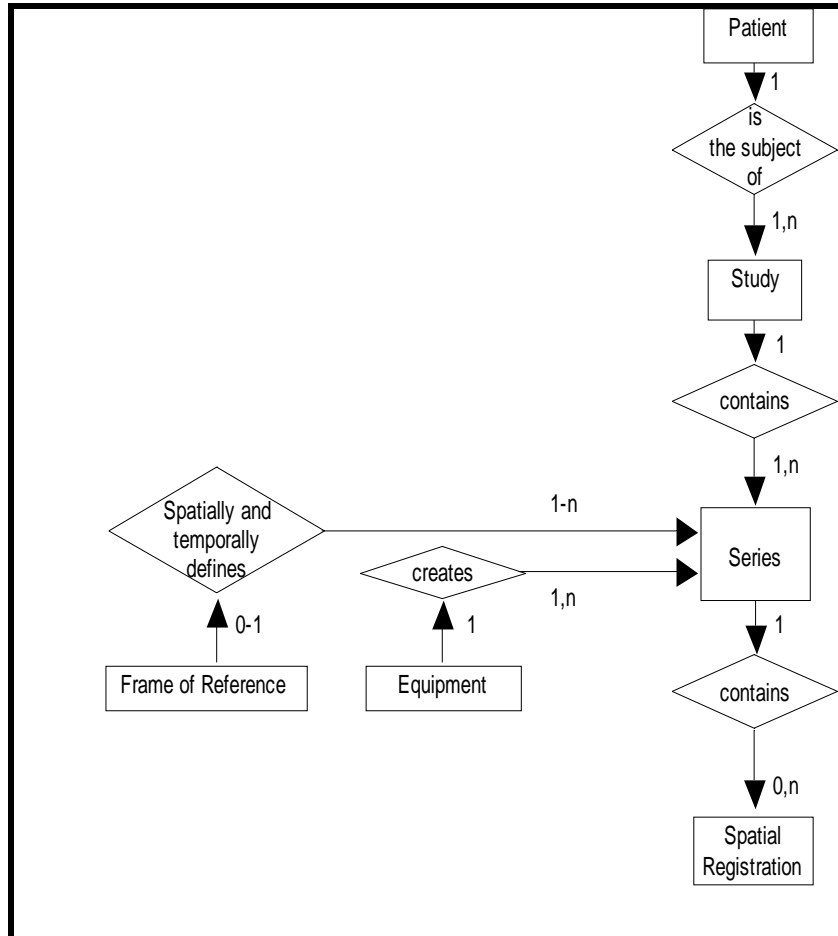 Patient
1
is
the subject
of
1,n
Study
1
contains
1,n
Spatially and
temporally
defines
1-n
creates
1,n
Series
0-1
1
1
Frame of Reference
Equipment
contains
0,n
Spatial
Registration